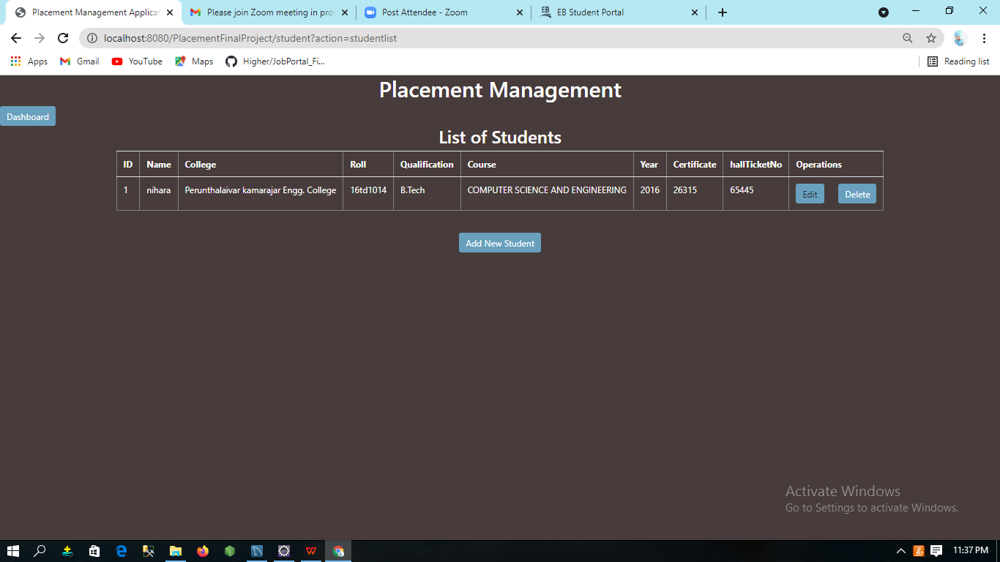 Placement Management Applicat
Please join Zoom meeting in pro
Post Attendee - Zoom
EB Student Portal
localhost:8080/PlacementFinalProject/student?action=studentlist
Apps Gmail YouTube Maps Higher/JobPortal_Fi... Reading list
Placement Management
Dashboard
List of Students
ID Name College Roll Qualification Course Year Certificate hallTicketNo Operations
1 nihara Perunthalaivar kamarajar Engg. College 16td1014 B.Tech COMPUTER SCIENCE AND ENGINEERING 2016 26315 65445 Edit Delete
Add New Student
Activate Windows
Go to Settings to activate Windows.
11:37 PM